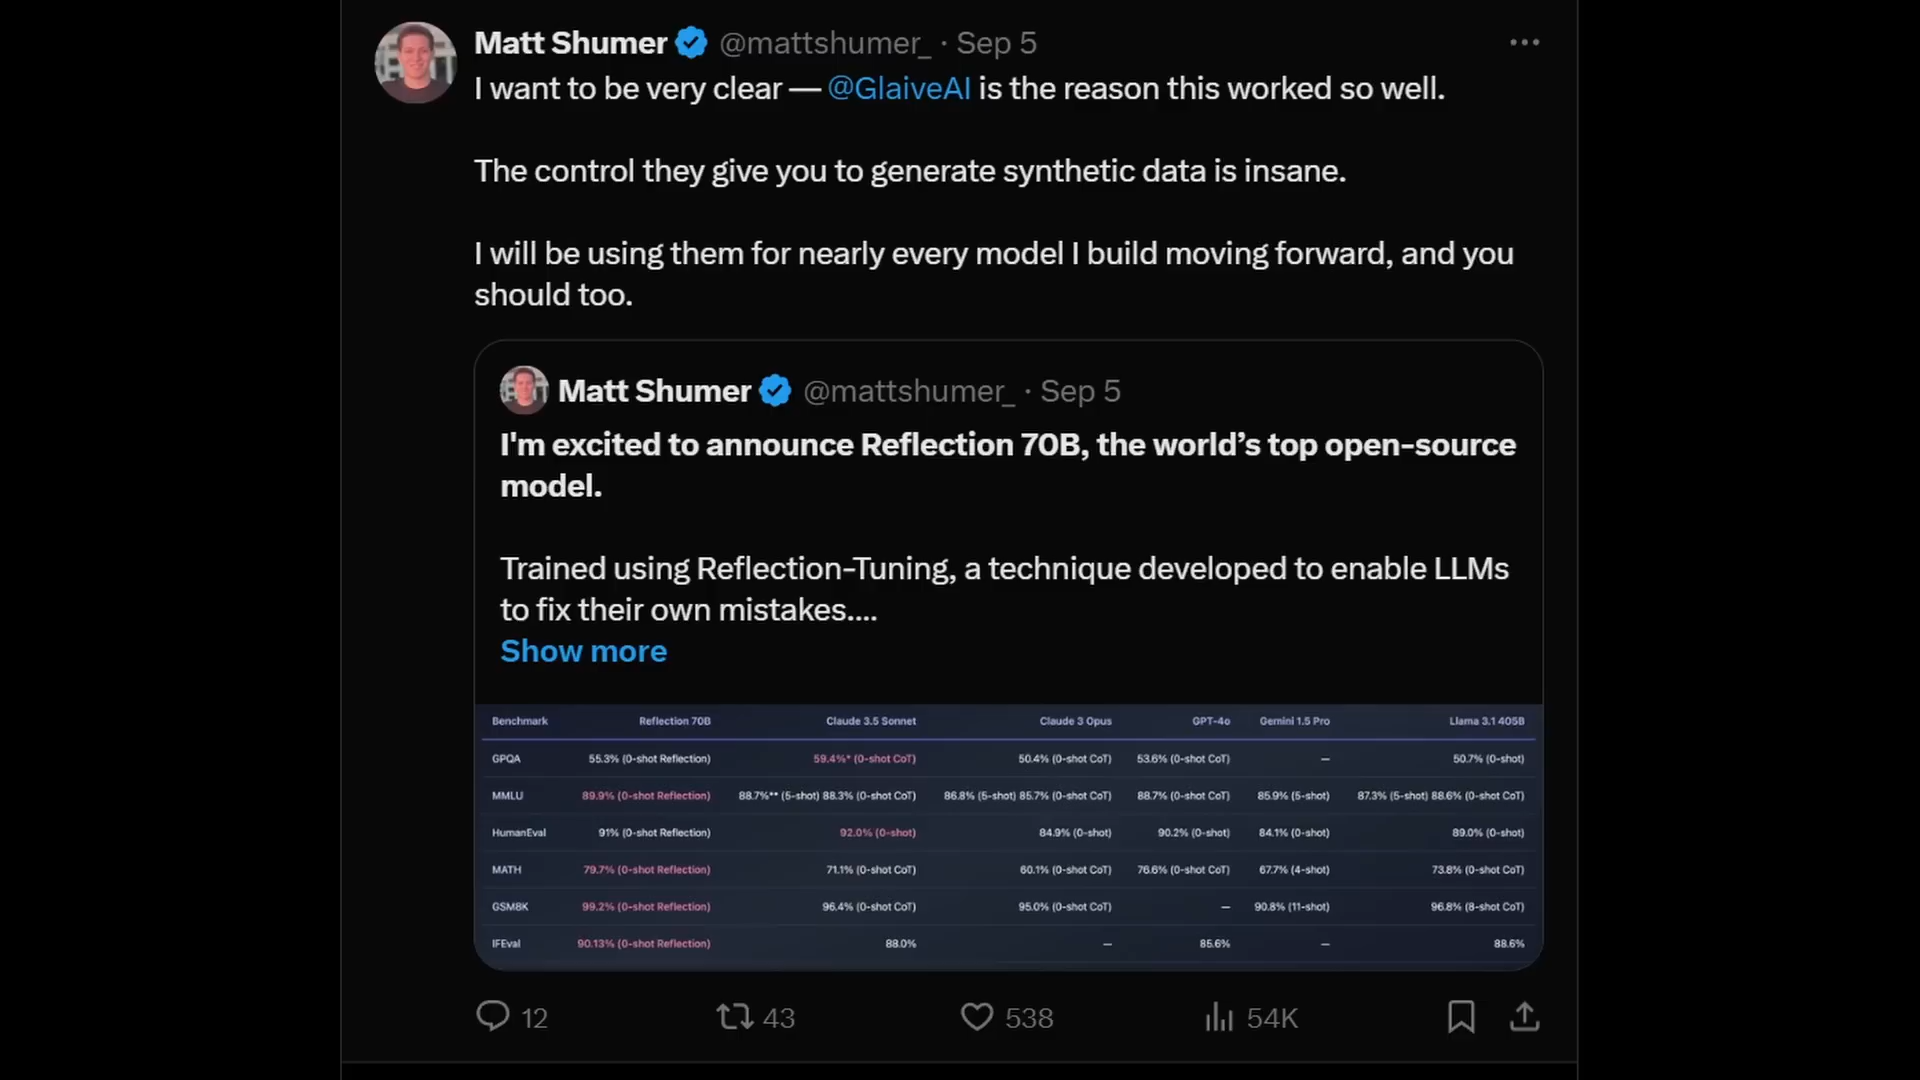 Matt Shumer @mattshumer_ · Sep 5
I want to be very clear — @GlaiveAI is the reason this worked so well.
The control they give you to generate synthetic data is insane.
I will be using them for nearly every model I build moving forward, and you
should too.
Matt Shumer @mattshumer_ · Sep 5
I'm excited to announce Reflection 70B, the world’s top open-source
model.
Trained using Reflection-Tuning, a technique developed to enable LLMs
to fix their own mistakes....
Show more
Benchmark Reflection 70B Claude 3.5 Sonnet Claude 3 Opus GPT-4o Gemini 1.5 Pro Llama 3.1 405B
GPQA 55.3% (0-shot Reflection) 59.4%* (0-shot CoT) 50.4% (0-shot CoT) 53.6% (0-shot CoT) — 50.7% (0-shot)
MMLU 89.9% (0-shot Reflection) 88.7%** (5-shot) 88.3% (0-shot CoT) 86.8% (5-shot) 85.7% (0-shot CoT) 88.7% (0-shot CoT) 85.9% (5-shot) 87.3% (5-shot) 88.6% (0-shot CoT)
HumanEval 91% (0-shot Reflection) 92.0% (0-shot) 84.9% (0-shot) 90.2% (0-shot) 84.1% (0-shot) 89.0% (0-shot)
MATH 79.7% (0-shot Reflection) 71.1% (0-shot CoT) 60.1% (0-shot CoT) 76.6% (0-shot CoT) 67.7% (4-shot) 73.8% (0-shot CoT)
GSM8K 99.2% (0-shot Reflection) 96.4% (0-shot CoT) 95.0% (0-shot CoT) — 90.8% (11-shot) 96.8% (8-shot CoT)
IFEval 90.13% (0-shot Reflection) 88.0% — 85.6% — 88.6%
12 43 538 54K